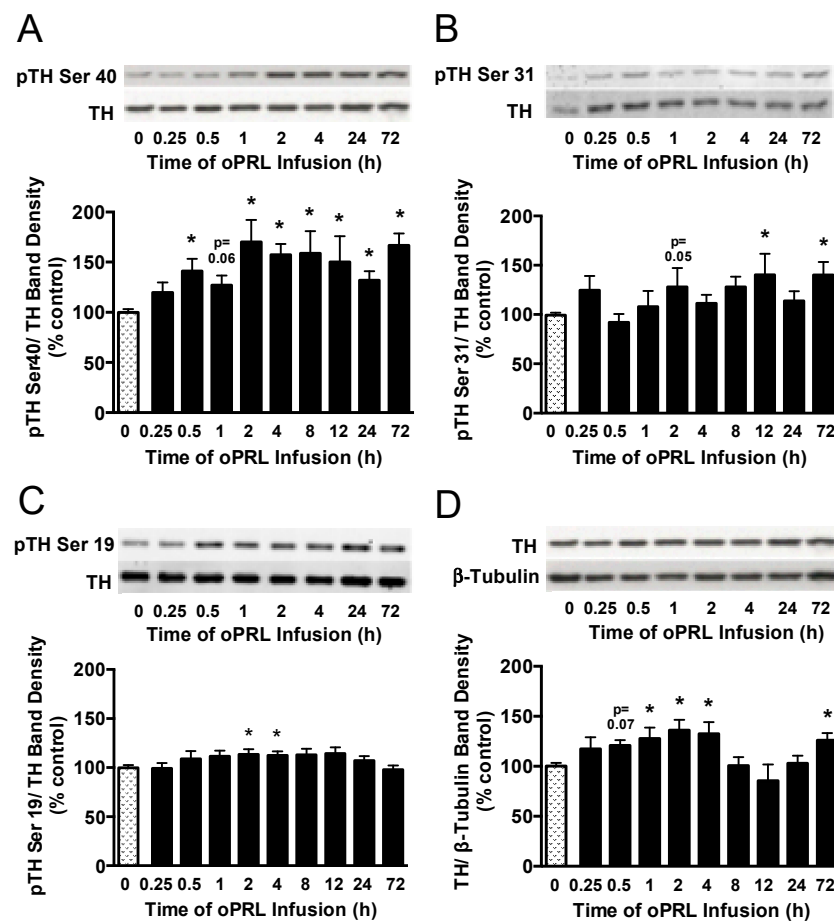 A
pTH Ser 40
TH
0 0.25 0.5 1 2 4 24 72
Time of oPRL Infusion (h)
pTH Ser40/ TH Band Density
(% control)
200
150
100
50
0
* p= 0.06 * * * * * *
0 0.25 0.5 1 2 4 8 12 24 72
Time of oPRL Infusion (h)
B
pTH Ser 31
TH
0 0.25 0.5 1 2 4 24 72
Time of oPRL Infusion (h)
pTH Ser 31/ TH Band Density
(% control)
200
150
100
50
0
p=
0.05
* *
0 0.25 0.5 1 2 4 8 12 24 72
Time of oPRL Infusion (h)
C
pTH Ser 19
TH
0 0.25 0.5 1 2 4 24 72
Time of oPRL Infusion (h)
pTH Ser 19/ TH Band Density
(% control)
200
150
100
50
0
* *
0 0.25 0.5 1 2 4 8 12 24 72
Time of oPRL Infusion (h)
D
TH
β-Tubulin
0 0.25 0.5 1 2 4 24 72
Time of oPRL Infusion (h)
TH/ β-Tubulin Band Density
(% control)
200
150
100
50
0
p=
0.07
* * * *
0 0.25 0.5 1 2 4 8 12 24 72
Time of oPRL Infusion (h)